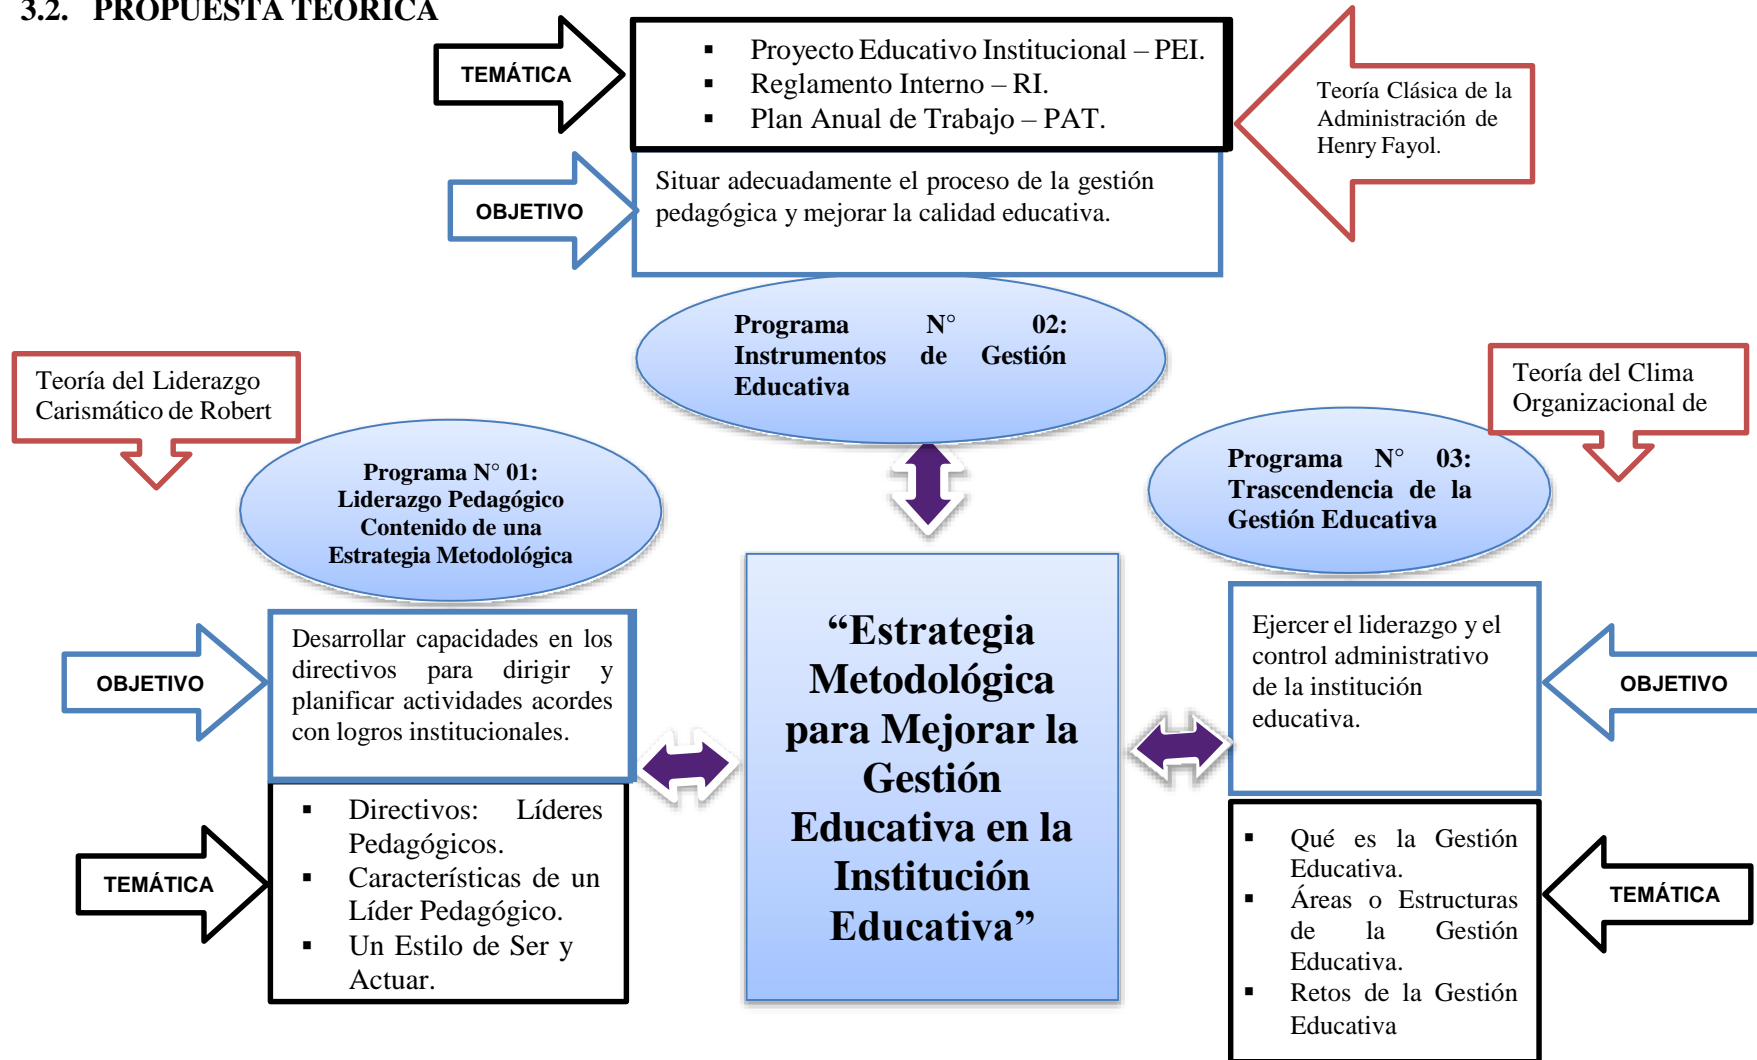 3.2. PROPUESTA TEÓRICA
TEMÁTICA
▪ Proyecto Educativo Institucional – PEI.
▪ Reglamento Interno – RI.
▪ Plan Anual de Trabajo – PAT.
Teoría Clásica de la
Administración de
Henry Fayol.
OBJETIVO
Situar adecuadamente el proceso de la gestión
pedagógica y mejorar la calidad educativa.
Programa N° 02:
Instrumentos de Gestión
Educativa
Teoría del Liderazgo
Carismático de Robert
Programa N° 01:
Liderazgo Pedagógico
Contenido de una
Estrategia Metodológica
Teoría del Clima
Organizacional de
Programa N° 03:
Trascendencia de la
Gestión Educativa
OBJETIVO
Desarrollar capacidades en los
directivos para dirigir y
planificar actividades acordes
con logros institucionales.
TEMÁTICA
▪ Directivos: Líderes
Pedagógicos.
▪ Características de un
Líder Pedagógico.
▪ Un Estilo de Ser y
Actuar.
“Estrategia
Metodológica
para Mejorar la
Gestión
Educativa en la
Institución
Educativa”
Ejercer el liderazgo y el
control administrativo
de la institución
educativa.
OBJETIVO
▪ Qué es la Gestión
Educativa.
▪ Áreas o Estructuras
de la Gestión
Educativa.
▪ Retos de la Gestión
Educativa
TEMÁTICA